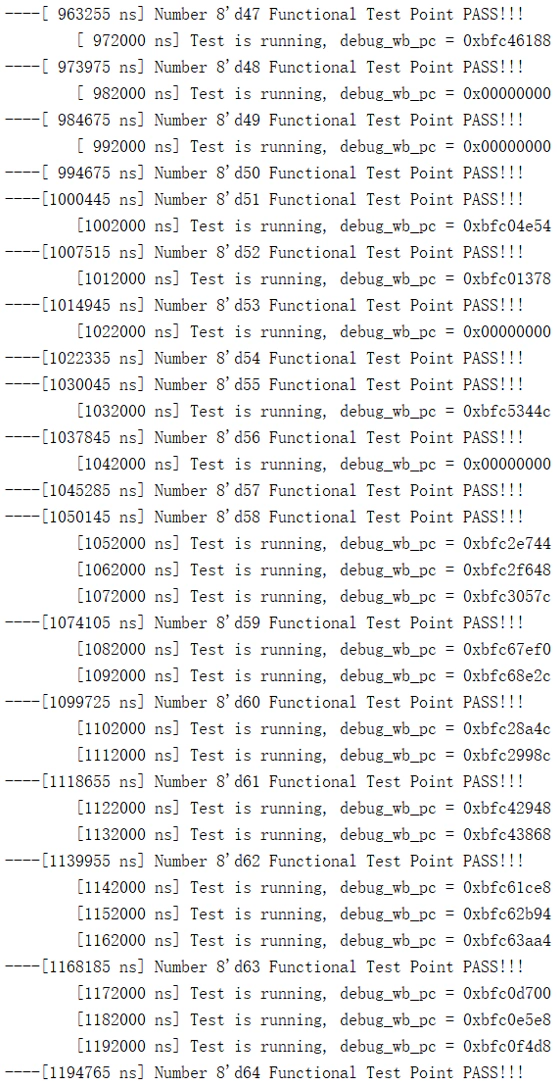 ----[ 963255 ns] Number 8'd47 Functional Test Point PASS!!!
[ 972000 ns] Test is running, debug_wb_pc = 0xbfc46188
----[ 973975 ns] Number 8'd48 Functional Test Point PASS!!!
[ 982000 ns] Test is running, debug_wb_pc = 0x00000000
----[ 984675 ns] Number 8'd49 Functional Test Point PASS!!!
[ 992000 ns] Test is running, debug_wb_pc = 0x00000000
----[ 994675 ns] Number 8'd50 Functional Test Point PASS!!!
----[1000445 ns] Number 8'd51 Functional Test Point PASS!!!
[1002000 ns] Test is running, debug_wb_pc = 0xbfc04e54
----[1007515 ns] Number 8'd52 Functional Test Point PASS!!!
[1012000 ns] Test is running, debug_wb_pc = 0xbfc01378
----[1014945 ns] Number 8'd53 Functional Test Point PASS!!!
[1022000 ns] Test is running, debug_wb_pc = 0x00000000
----[1022335 ns] Number 8'd54 Functional Test Point PASS!!!
----[1030045 ns] Number 8'd55 Functional Test Point PASS!!!
[1032000 ns] Test is running, debug_wb_pc = 0xbfc5344c
----[1037845 ns] Number 8'd56 Functional Test Point PASS!!!
[1042000 ns] Test is running, debug_wb_pc = 0x00000000
----[1045285 ns] Number 8'd57 Functional Test Point PASS!!!
----[1050145 ns] Number 8'd58 Functional Test Point PASS!!!
[1052000 ns] Test is running, debug_wb_pc = 0xbfc2e744
[1062000 ns] Test is running, debug_wb_pc = 0xbfc2f648
[1072000 ns] Test is running, debug_wb_pc = 0xbfc3057c
----[1074105 ns] Number 8'd59 Functional Test Point PASS!!!
[1082000 ns] Test is running, debug_wb_pc = 0xbfc67ef0
[1092000 ns] Test is running, debug_wb_pc = 0xbfc68e2c
----[1099725 ns] Number 8'd60 Functional Test Point PASS!!!
[1102000 ns] Test is running, debug_wb_pc = 0xbfc28a4c
[1112000 ns] Test is running, debug_wb_pc = 0xbfc2998c
----[1118655 ns] Number 8'd61 Functional Test Point PASS!!!
[1122000 ns] Test is running, debug_wb_pc = 0xbfc42948
[1132000 ns] Test is running, debug_wb_pc = 0xbfc43868
----[1139955 ns] Number 8'd62 Functional Test Point PASS!!!
[1142000 ns] Test is running, debug_wb_pc = 0xbfc61ce8
[1152000 ns] Test is running, debug_wb_pc = 0xbfc62b94
[1162000 ns] Test is running, debug_wb_pc = 0xbfc63aa4
----[1168185 ns] Number 8'd63 Functional Test Point PASS!!!
[1172000 ns] Test is running, debug_wb_pc = 0xbfc0d700
[1182000 ns] Test is running, debug_wb_pc = 0xbfc0e5e8
[1192000 ns] Test is running, debug_wb_pc = 0xbfc0f4d8
----[1194765 ns] Number 8'd64 Functional Test Point PASS!!!